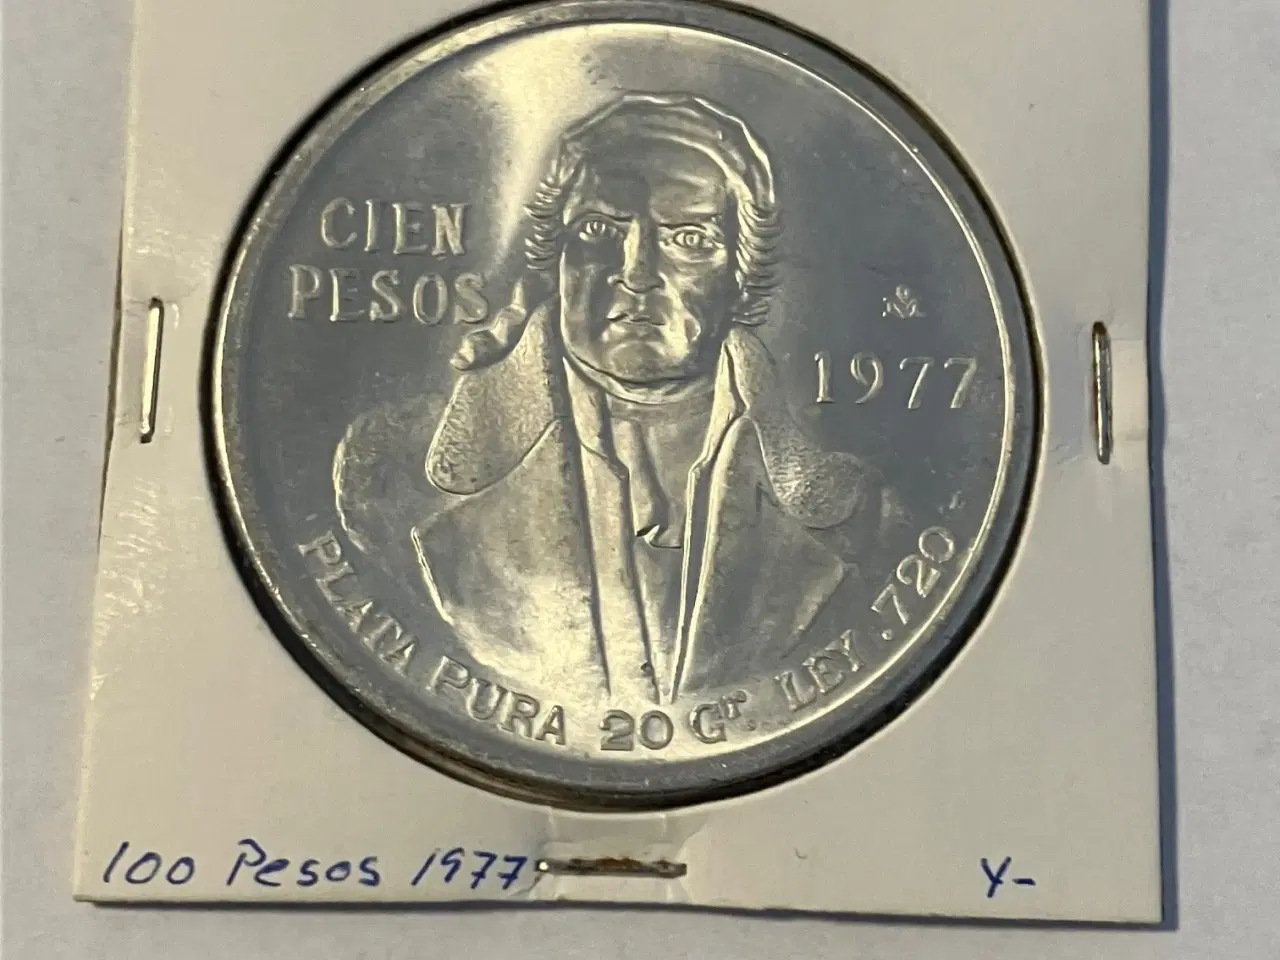 CIEN
PESOS
1977
PLATA PURA 20 Gr. LEY .720
100 Pesos 1977
Y-